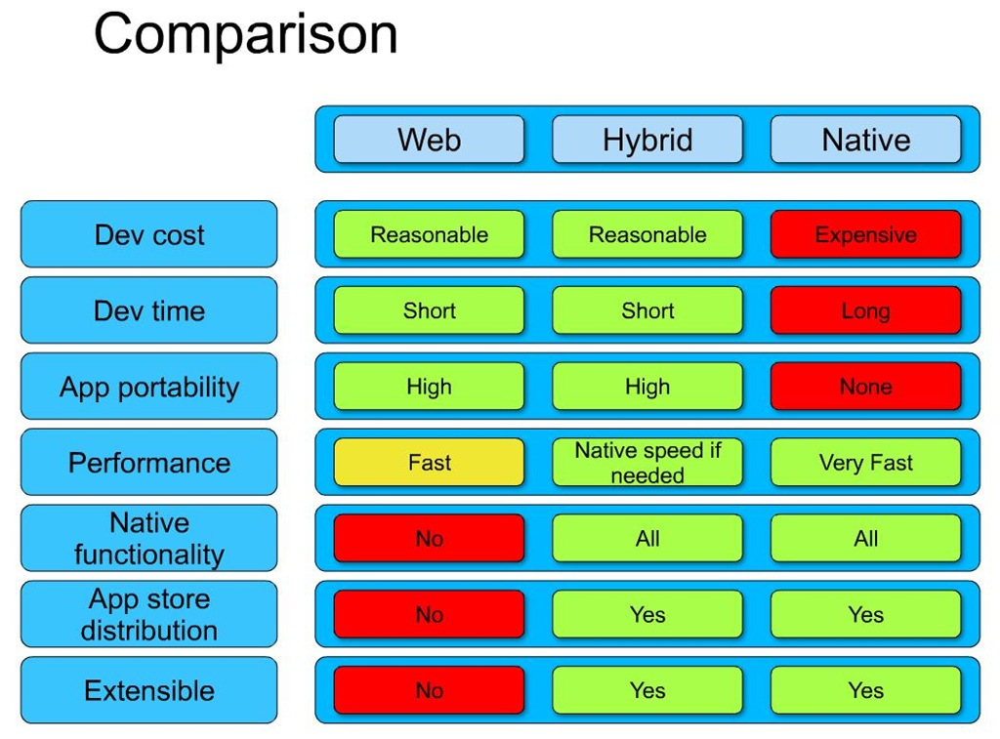 Comparison
Web Hybrid Native
Dev cost Reasonable Reasonable Expensive
Dev time Short Short Long
App portability High High None
Performance Fast Native speed if needed Very Fast
Native functionality No All All
App store distribution No Yes Yes
Extensible No Yes Yes